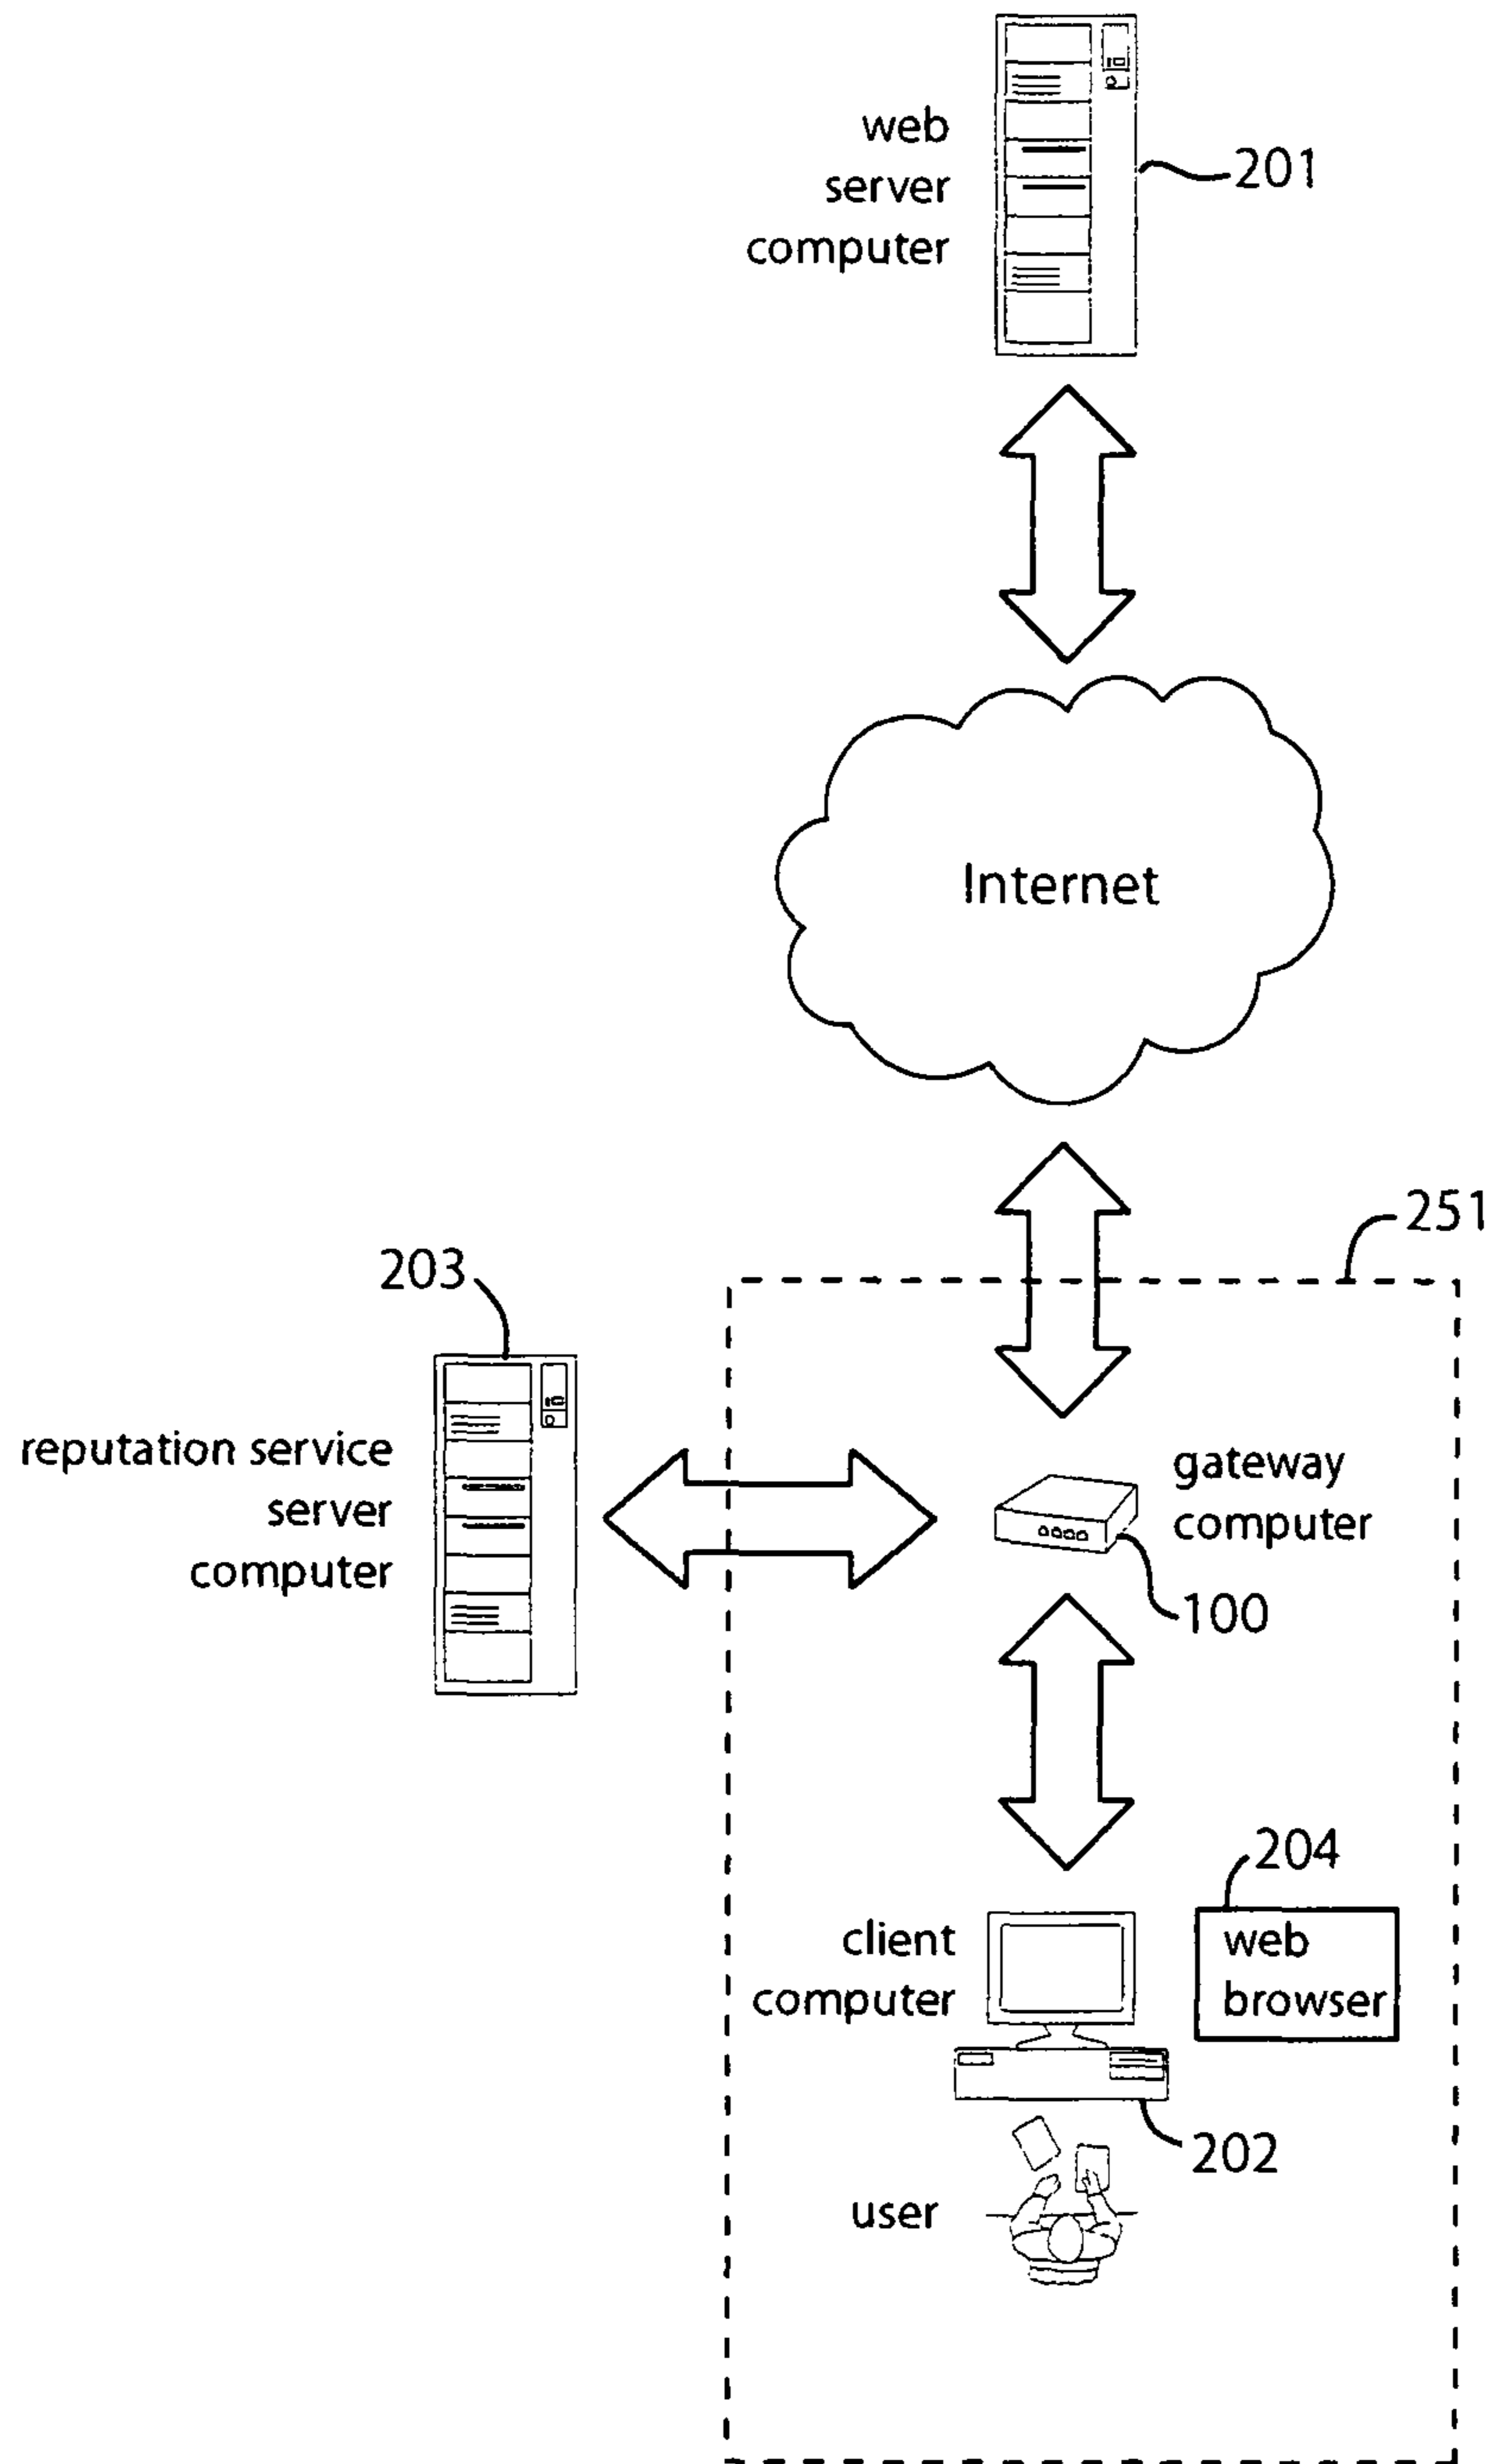 web
server
computer
201
Internet
251
203
reputation service
server
computer
gateway
computer
100
204
client
computer
web
browser
202
user